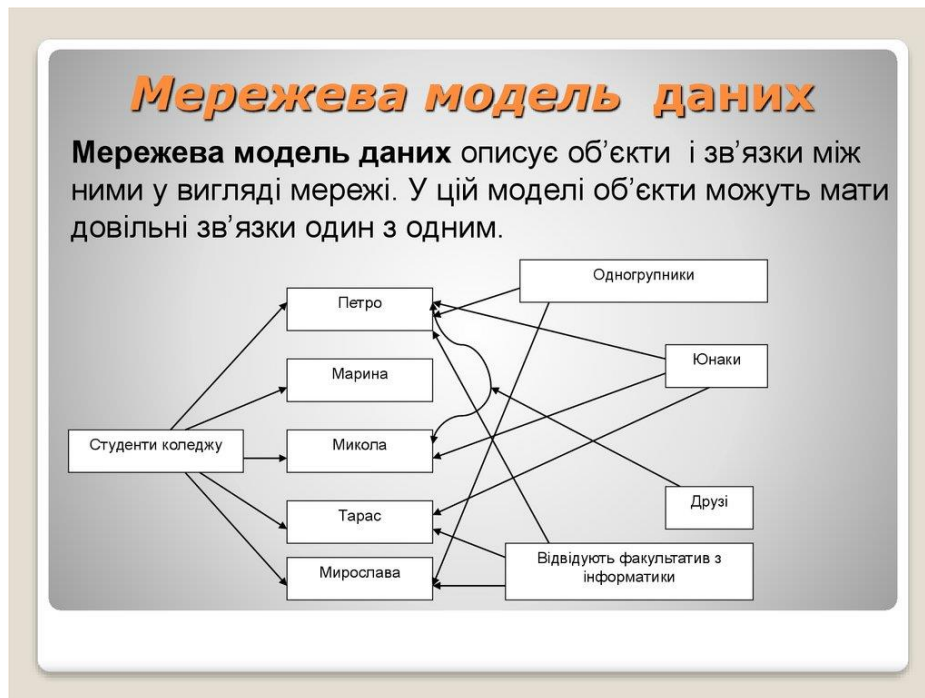 Мережева модель даних
Мережева модель даних описує об’єкти і зв’язки між
ними у вигляді мережі. У цій моделі об’єкти можуть мати
довільні зв’язки один з одним.
Одногрупники
Петро
Юнаки
Марина
Студенти коледжу
Микола
Друзі
Тарас
Відвідують факультатив з
інформатики
Мирослава